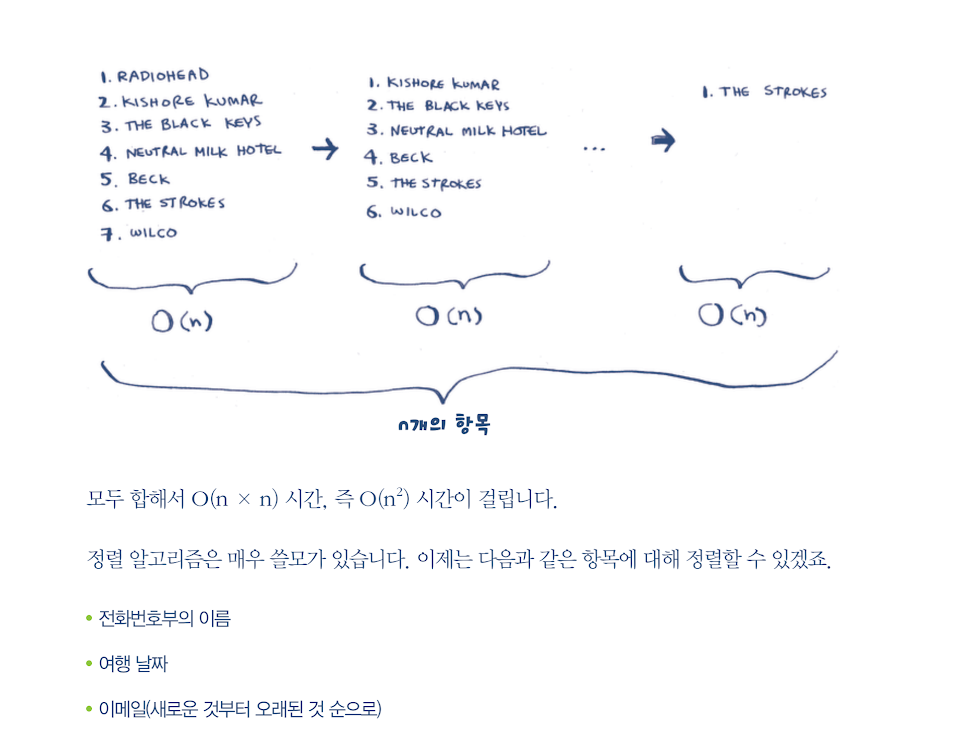 1. RADIOHEAD
2. KISHORE KUMAR
3. THE BLACK KEYS
4. NEUTRAL MILK HOTEL
5. BECK
6. THE STROKES
7. WILCO
1. KISHORE KUMAR
2. THE BLACK KEYS
3. NEUTRAL MILK HOTEL
4. BECK
5. THE STROKES
6. WILCO
...
1. THE STROKES
O(n)
O(n)
O(n)
n개의 항목
모두 합해서 O(n × n) 시간, 즉 O(n²) 시간이 걸립니다.
정렬 알고리즘은 매우 쓸모가 있습니다. 이제는 다음과 같은 항목에 대해 정렬할 수 있겠죠.
• 전화번호부의 이름
• 여행 날짜
• 이메일(새로운 것부터 오래된 것 순으로)